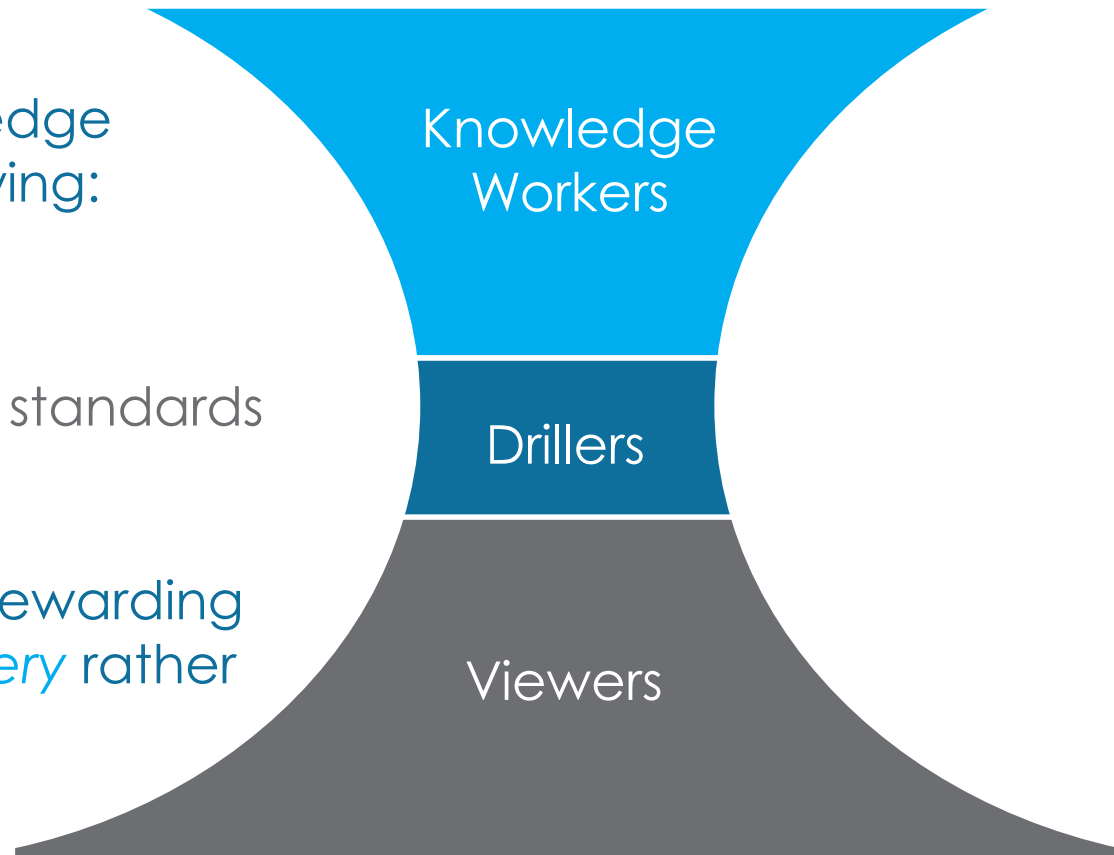 edge
ving:
standards
ewarding
ery rather
Knowledge
Workers
Drillers
Viewers